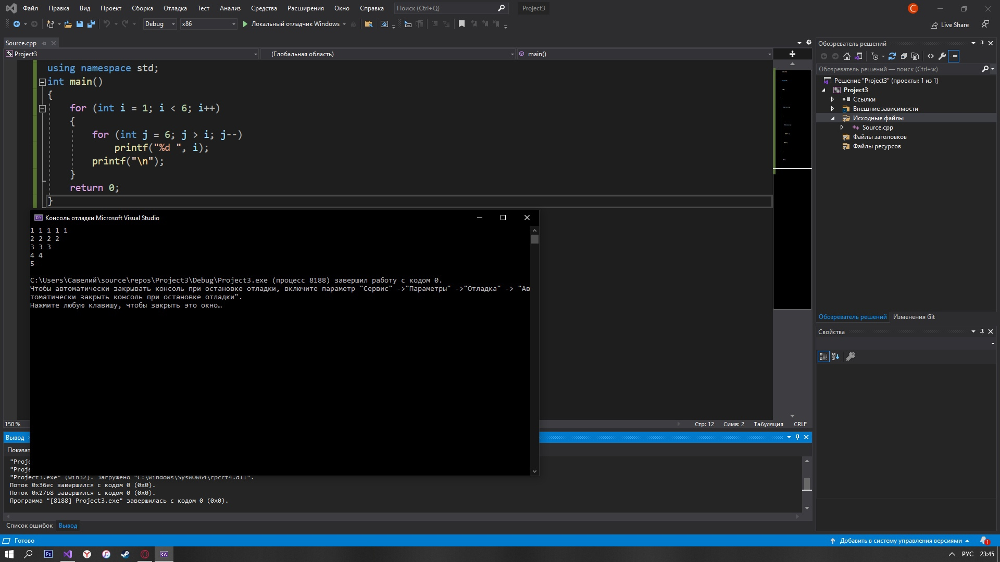 Файл Правка Вид Проект Сборка Отладка Тест Анализ Средства Расширения Окно Справка Поиск (Ctrl+Q) Project3 C
Debug x86 Локальный отладчик Windows Live Share
Source.cpp
Project3 (Глобальная область) main()
using namespace std;
int main()
{
for (int i = 1; i < 6; i++)
{
for (int j = 6; j > i; j--)
printf("%d ", i);
printf("\n");
}
return 0;
}
Консоль отладки Microsoft Visual Studio
1 1 1 1 1
2 2 2 2
3 3 3
4 4
5
C:\Users\Савелий\source\repos\Project3\Debug\Project3.exe (процесс 8188) завершил работу с кодом 0.
Чтобы автоматически закрывать консоль при остановке отладки, включите параметр "Сервис" ->"Параметры" ->"Отладка" -> "Ав
томатически закрыть консоль при остановке отладки".
Нажмите любую клавишу, чтобы закрыть это окно…
150 % Стр: 12 Симв: 2 Табуляция CRLF
Вывод
Показат
"Proje
"Proje
"Project3.exe" (Win32). Загружено "C:\Windows\SysWOW64\rpcrt4.dll".
Поток 0x36ec завершился с кодом 0 (0x0).
Поток 0x27b8 завершился с кодом 0 (0x0).
Программа "[8188] Project3.exe" завершилась с кодом 0 (0x0).
Список ошибок Вывод
Обозреватель решений
Обозреватель решений — поиск (Ctrl+ж)
Решение "Project3" (проекты: 1 из 1)
Project3
Ссылки
Внешние зависимости
Исходные файлы
Source.cpp
Файлы заголовков
Файлы ресурсов
Обозреватель решений Изменения Git
Свойства
Готово Добавить в систему управления версиями 1
Ps C:\ РУС 23:45